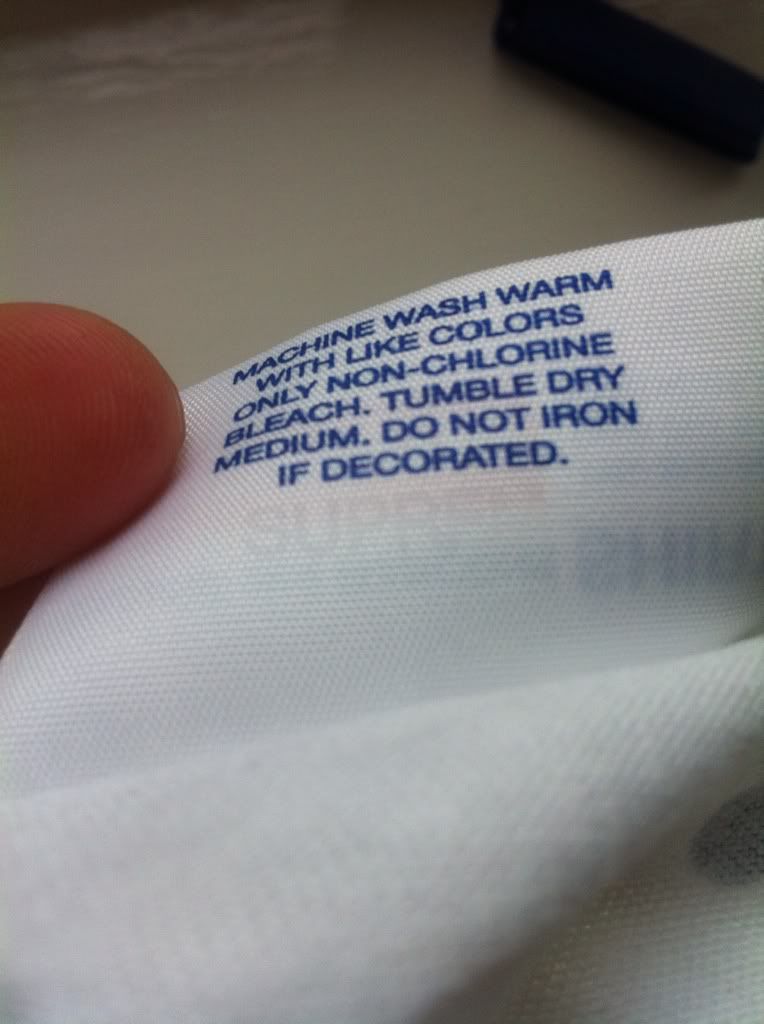 MACHINE WASH WARM
WITH LIKE COLORS
ONLY NON-CHLORINE
BLEACH. TUMBLE DRY
MEDIUM. DO NOT IRON
IF DECORATED.